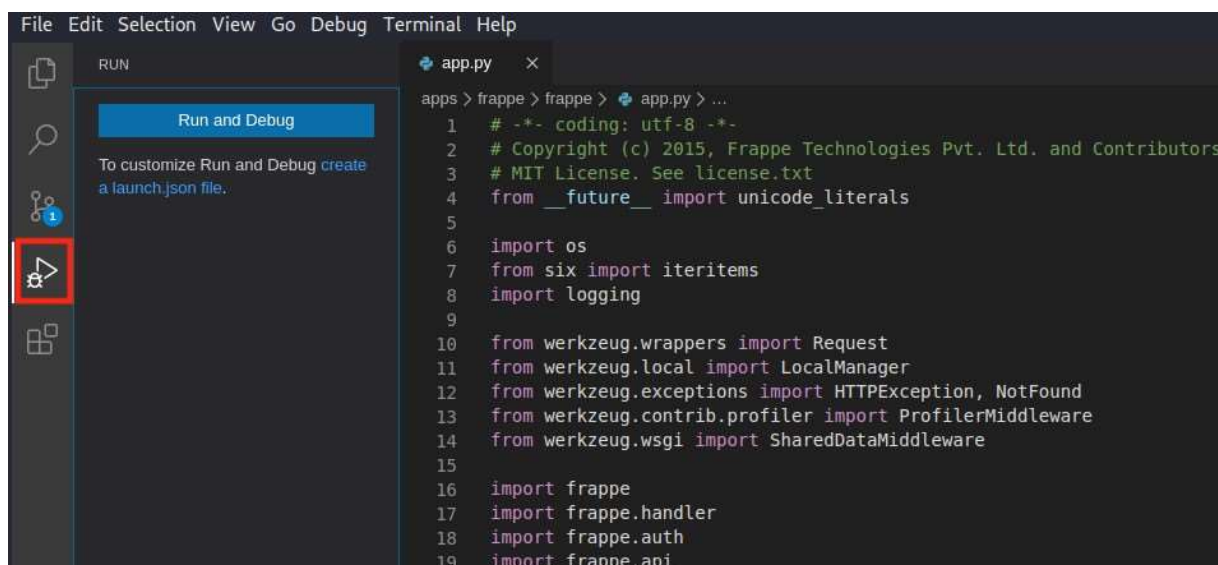 File Edit Selection View Go Debug Terminal Help
RUN
Run and Debug
To customize Run and Debug create
a launch.json file.
1
app.py ×
apps > frappe > frappe > app.py > ...
1 # -*- coding: utf-8 -*-
2 # Copyright (c) 2015, Frappe Technologies Pvt. Ltd. and Contributors
3 # MIT License. See license.txt
4 from __future__ import unicode_literals
5
6 import os
7 from six import iteritems
8 import logging
9
10 from werkzeug.wrappers import Request
11 from werkzeug.local import LocalManager
12 from werkzeug.exceptions import HTTPException, NotFound
13 from werkzeug.contrib.profiler import ProfilerMiddleware
14 from werkzeug.wsgi import SharedDataMiddleware
15
16 import frappe
17 import frappe.handler
18 import frappe.auth
19 import frappe.api